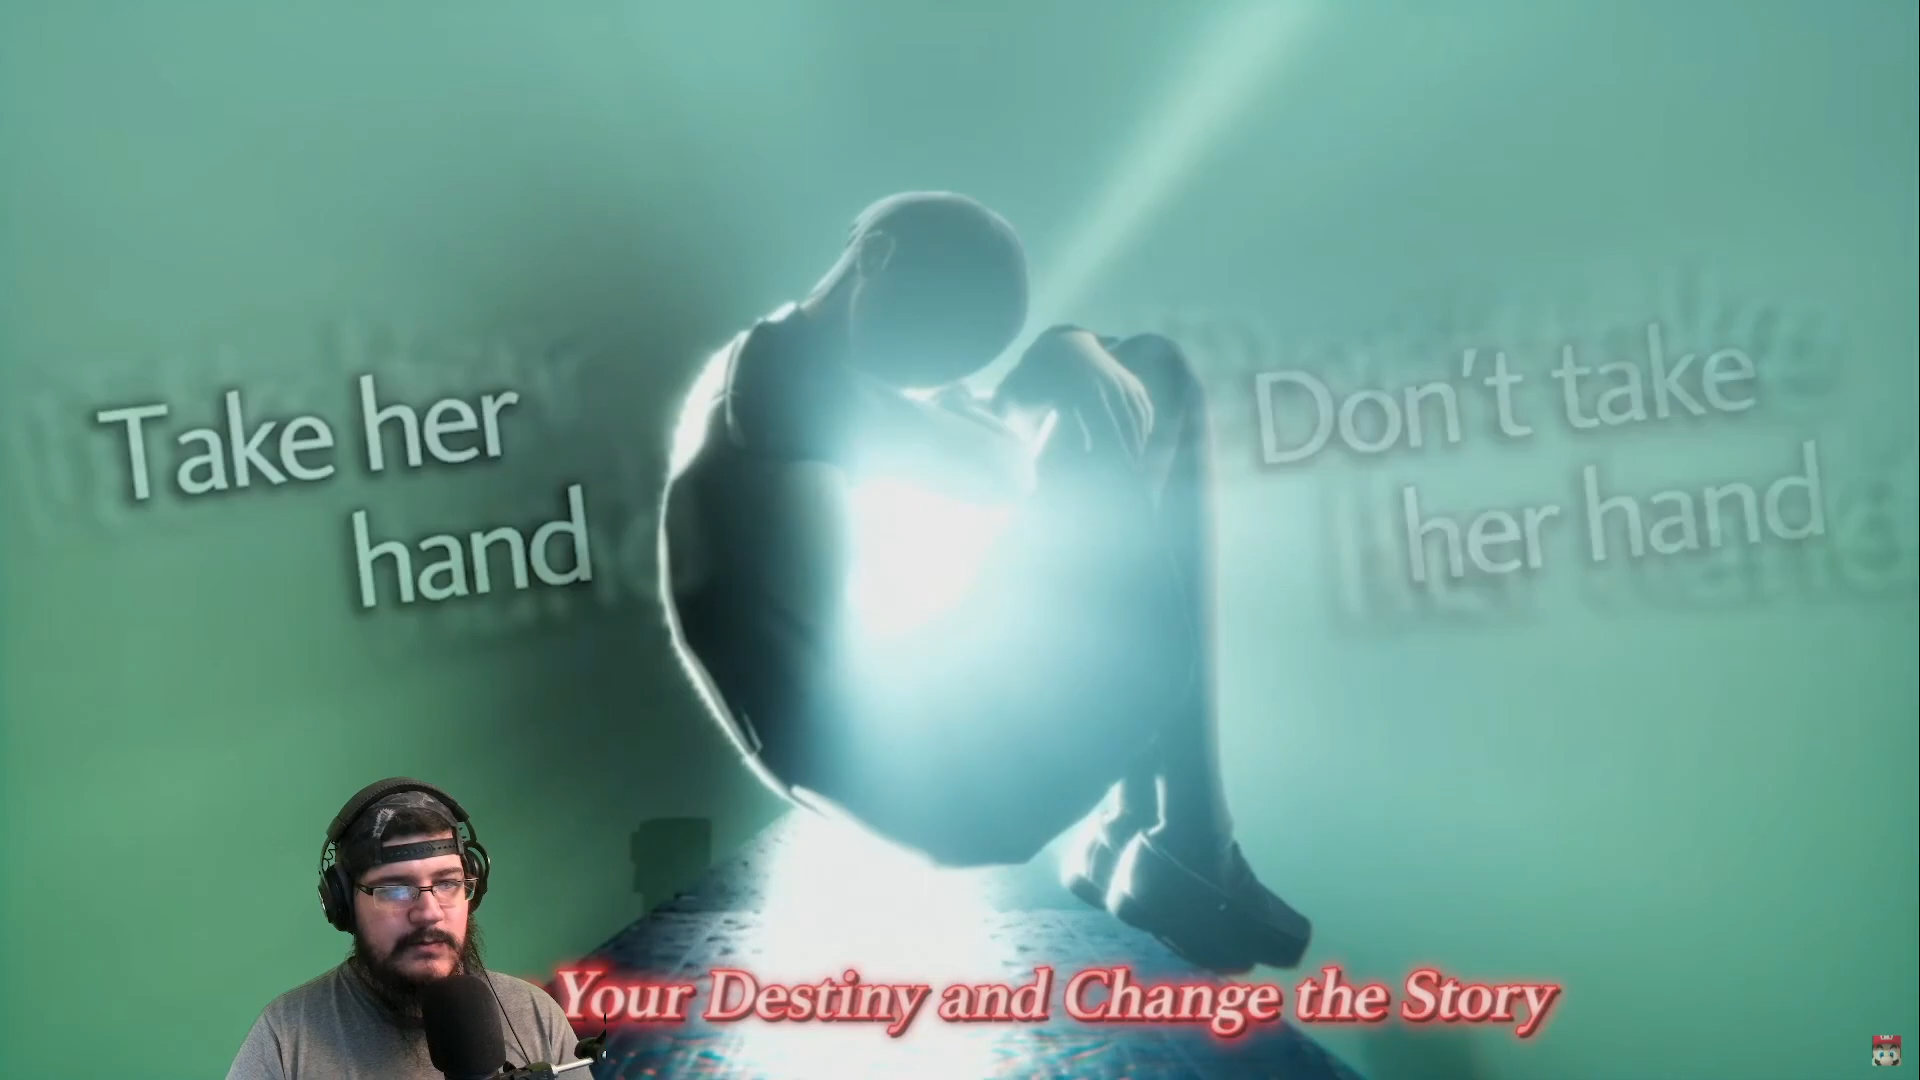 Take her
hand
Don't take
her hand
Your Destiny and Change the Story